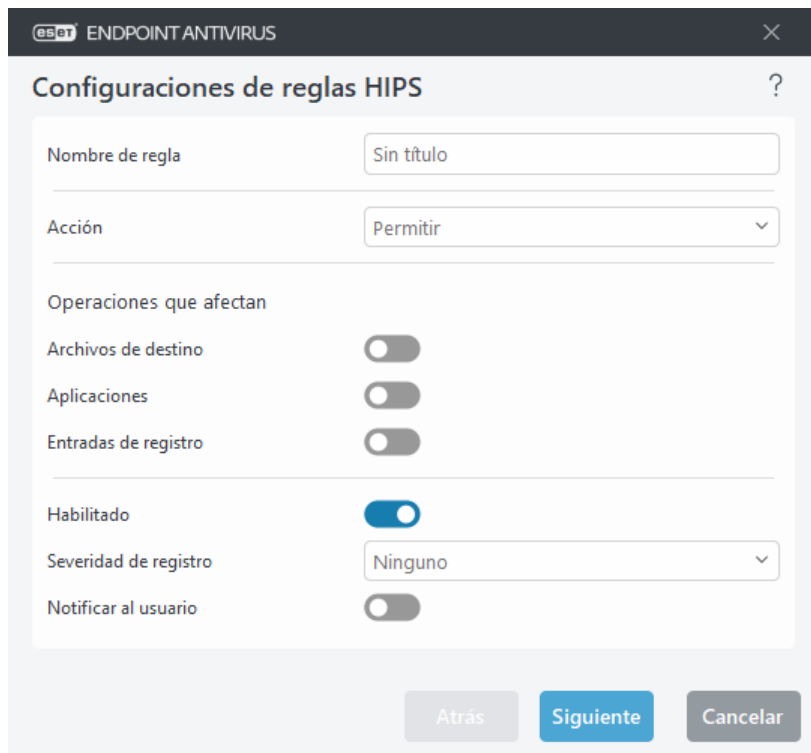 eset ENDPOINT ANTIVIRUS
Configuraciones de reglas HIPS ?
Nombre de regla Sin título
Acción Permitir
Operaciones que afectan
Archivos de destino
Aplicaciones
Entradas de registro
Habilitado
Severidad de registro Ninguno
Notificar al usuario
Atrás Siguiente Cancelar